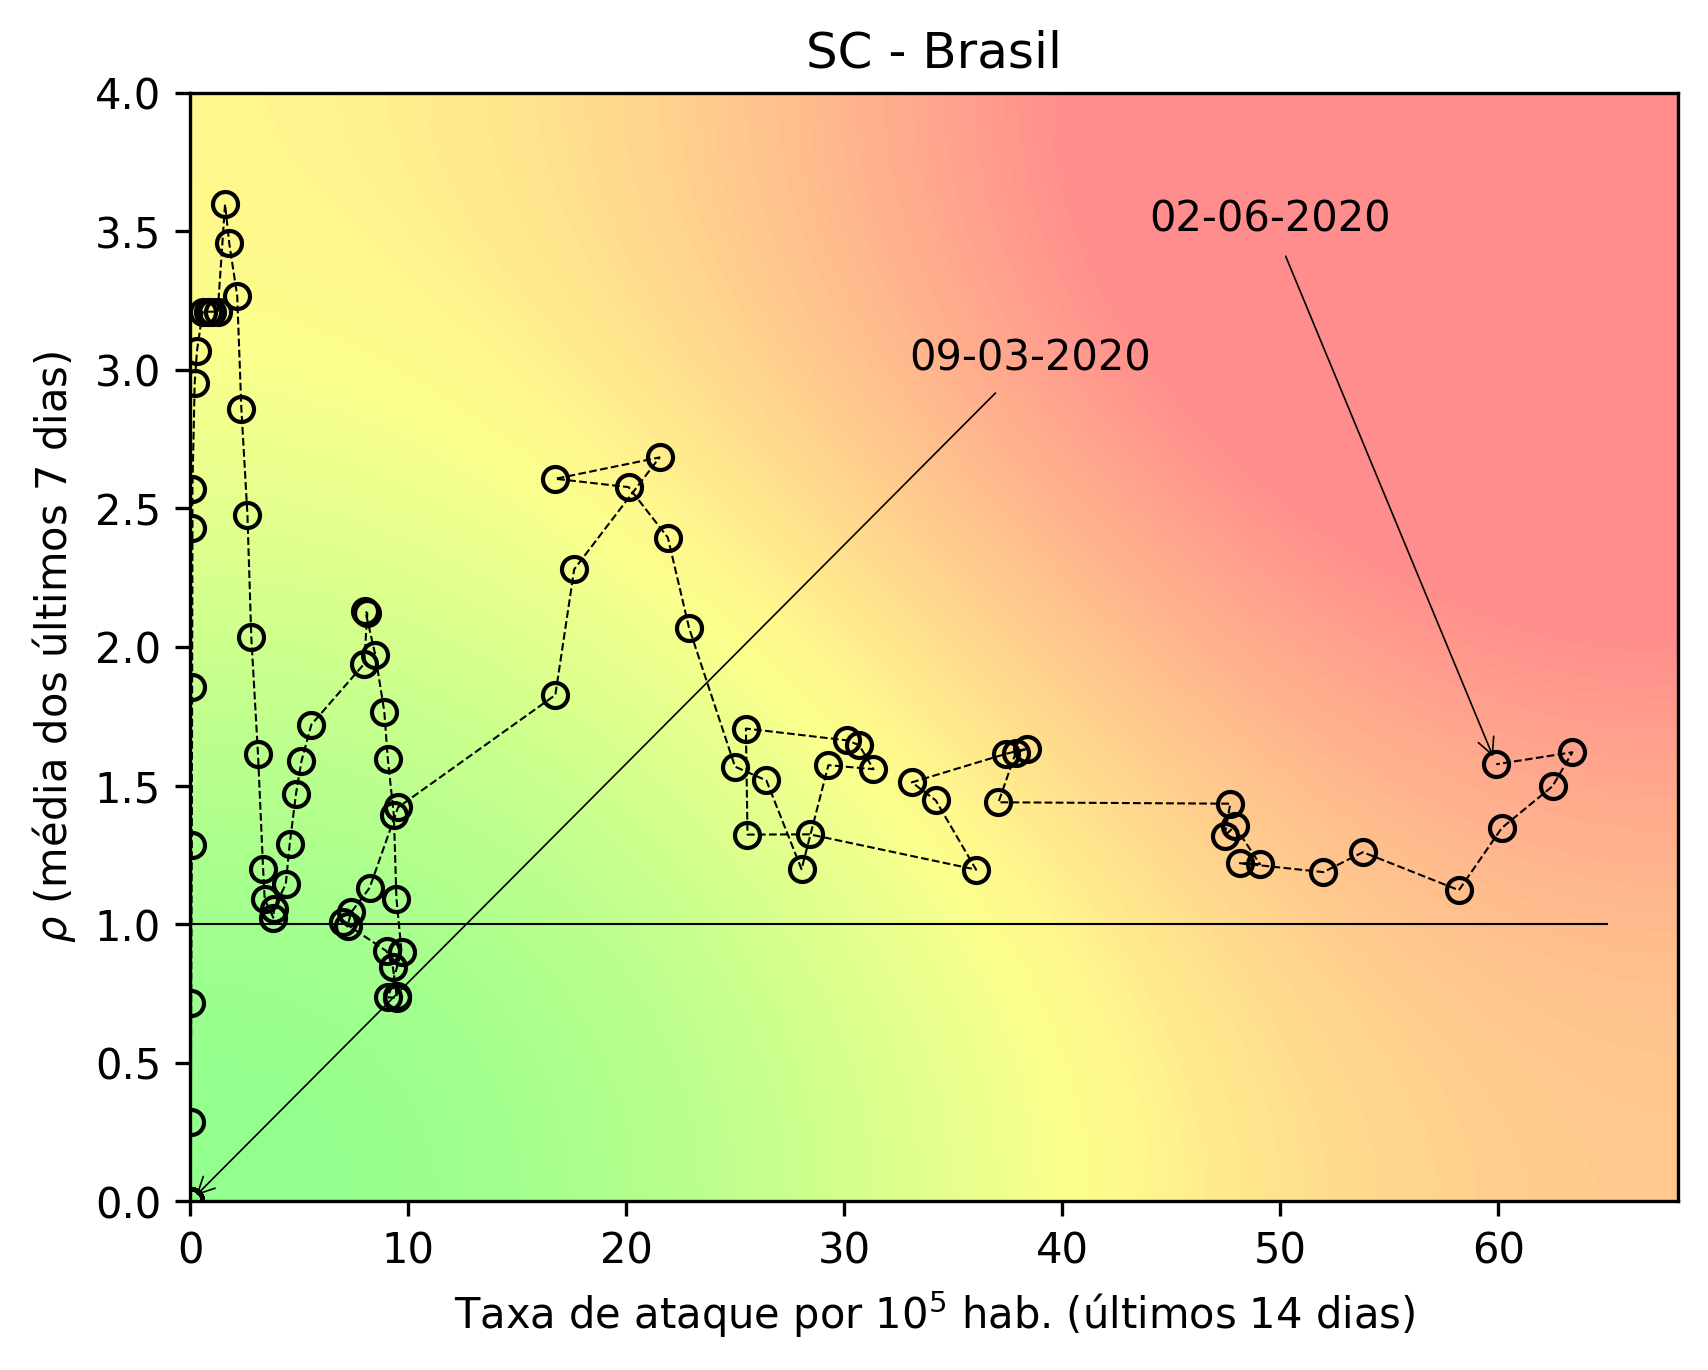 SC - Brasil
4.0
3.5
3.0
2.5
2.0
1.5
1.0
0.5
0.0
ρ (média dos últimos 7 dias)
02-06-2020
09-03-2020
0 10 20 30 40 50 60
Taxa de ataque por 10⁵ hab. (últimos 14 dias)